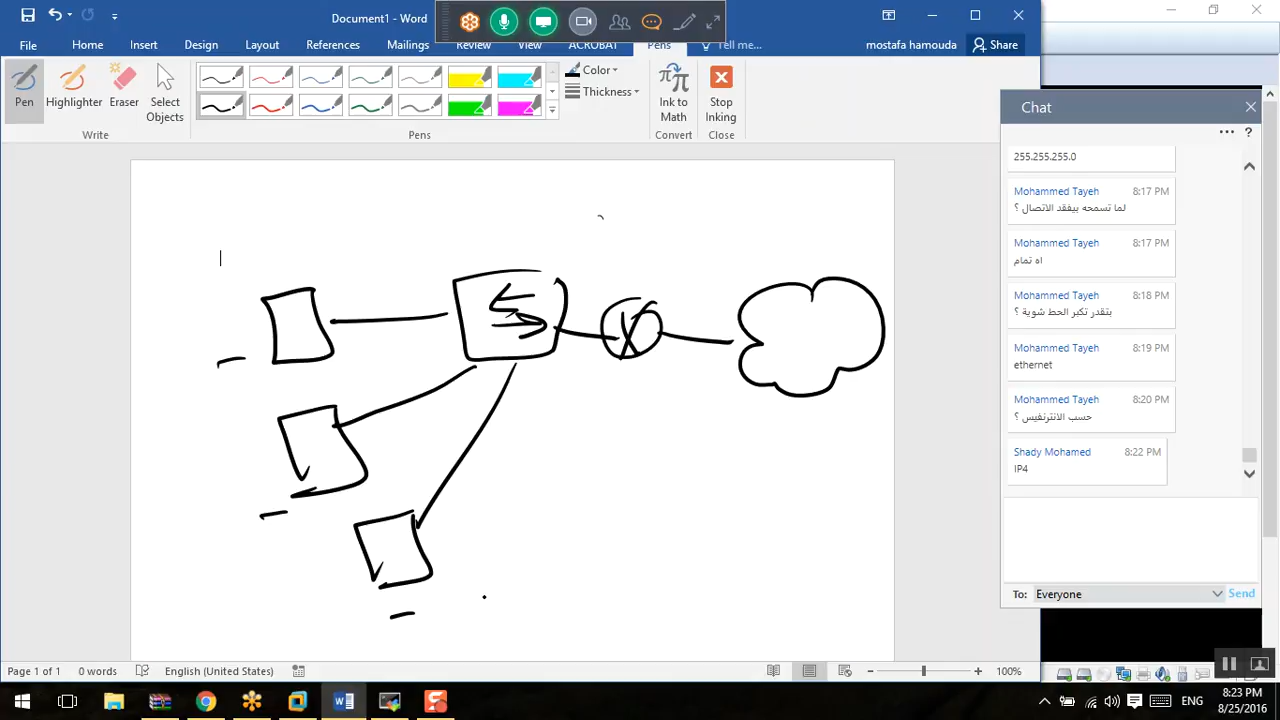 Document1 - Word
File
Home
Insert
Design
Layout
References
Mailings
Review
View
ACROBAT
Pens
Tell me...
mostafa hamouda
Share
Pen
Highlighter
Eraser
Select Objects
Color
Thickness
Ink to Math
Stop Inking
Write
Pens
Convert
Close
Chat
255.255.255.0
Mohammed Tayeh 8:17 PM
لما تسمحه بيفقد الاتصال ؟
Mohammed Tayeh 8:17 PM
اه تمام
Mohammed Tayeh 8:18 PM
بتقدر تكبر الخط شوية ؟
Mohammed Tayeh 8:19 PM
ethernet
Mohammed Tayeh 8:20 PM
حسب الانترنفيس ؟
Shady Mohamed 8:22 PM
IP4
To: Everyone
Send
Page 1 of 1
0 words
English (United States)
100%
ENG
8:23 PM
8/25/2016